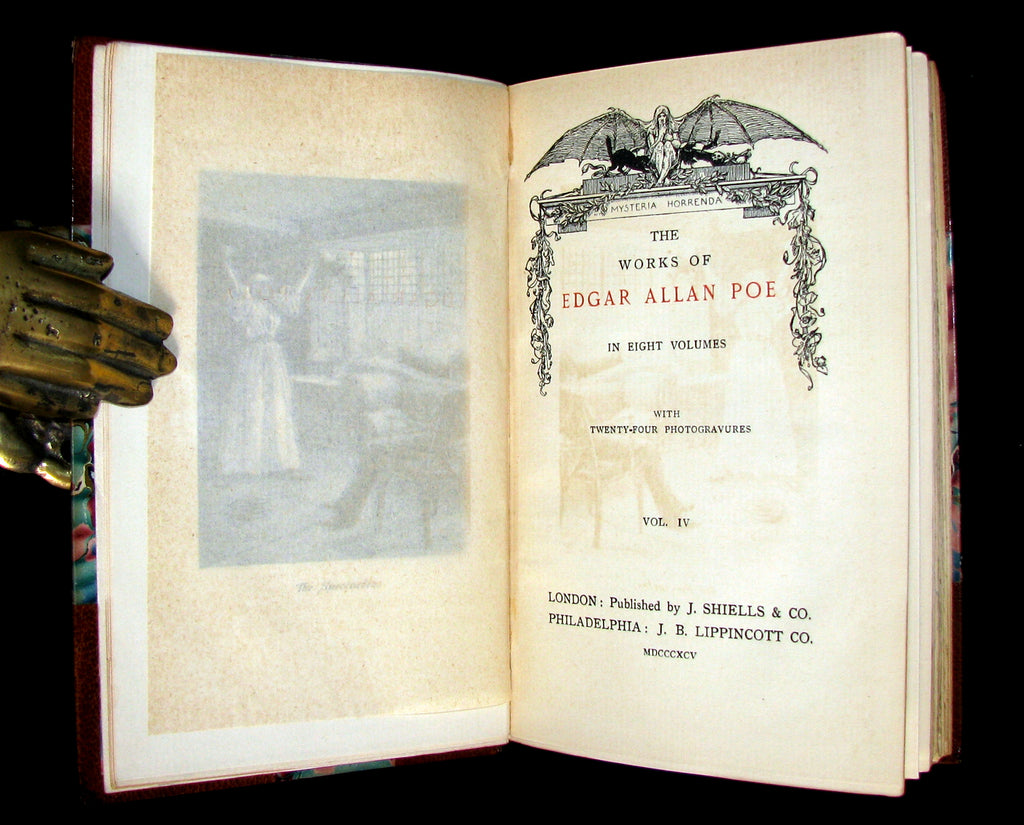 The
MYSTERIA HORRENDA
THE
WORKS OF
EDGAR ALLAN POE
IN EIGHT VOLUMES
WITH
TWENTY-FOUR PHOTOGRAVURES
VOL. IV
LONDON: Published by J. SHIELLS & CO.
PHILADELPHIA: J. B. LIPPINCOTT CO.
MDCCCXCV